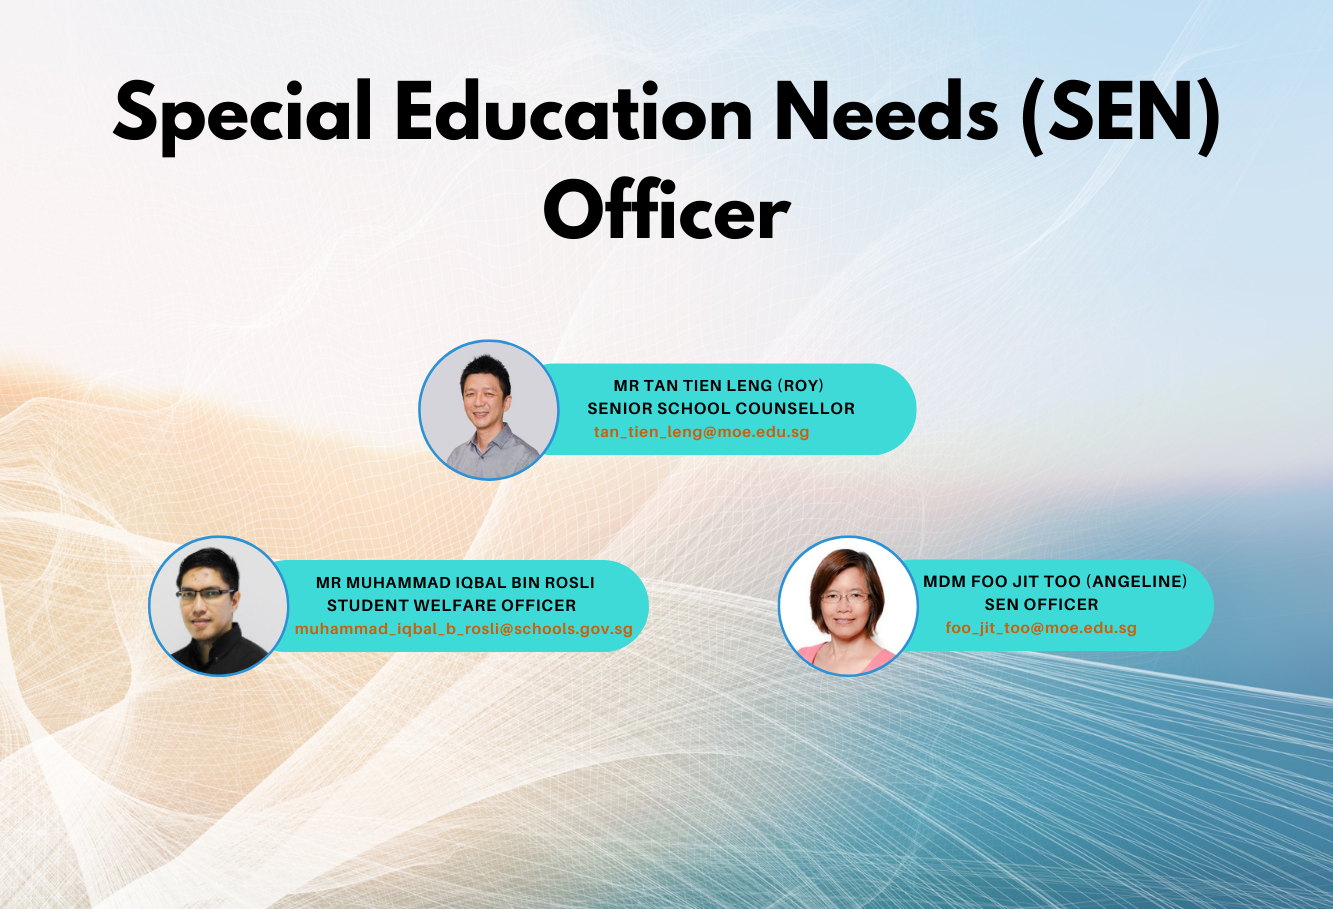 Special Education Needs (SEN)
Officer
MR TAN TIEN LENG (ROY)
SENIOR SCHOOL COUNSELLOR
tan_tien_leng@moe.edu.sg
MR MUHAMMAD IQBAL BIN ROSLI
STUDENT WELFARE OFFICER
muhammad_iqbal_b_rosli@schools.gov.sg
MDM FOO JIT TOO (ANGELINE)
SEN OFFICER
foo_jit_too@moe.edu.sg